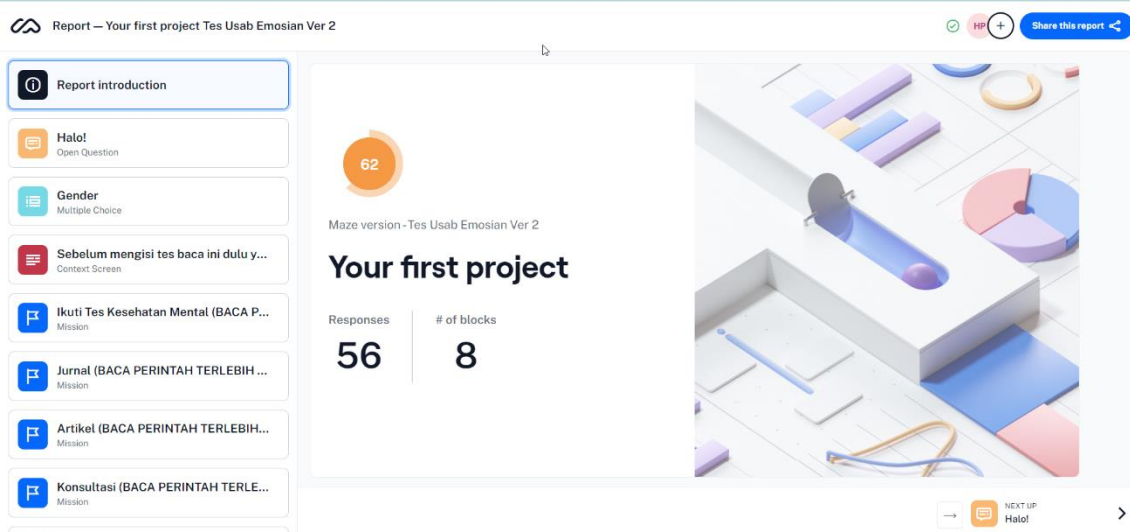 Report — Your first project Tes Usab Emosian Ver 2
HP
+
Share this report
Report introduction
Halo!
Open Question
Gender
Multiple Choice
Sebelum mengisi tes baca ini dulu y...
Context Screen
Ikuti Tes Kesehatan Mental (BACA P...
Mission
Jurnal (BACA PERINTAH TERLEBIH ...
Mission
Artikel (BACA PERINTAH TERLEBIH...
Mission
Konsultasi (BACA PERINTAH TERLE...
Mission
62
Maze version - Tes Usab Emosian Ver 2
Your first project
Responses
# of blocks
56
8
NEXT UP
Halo!